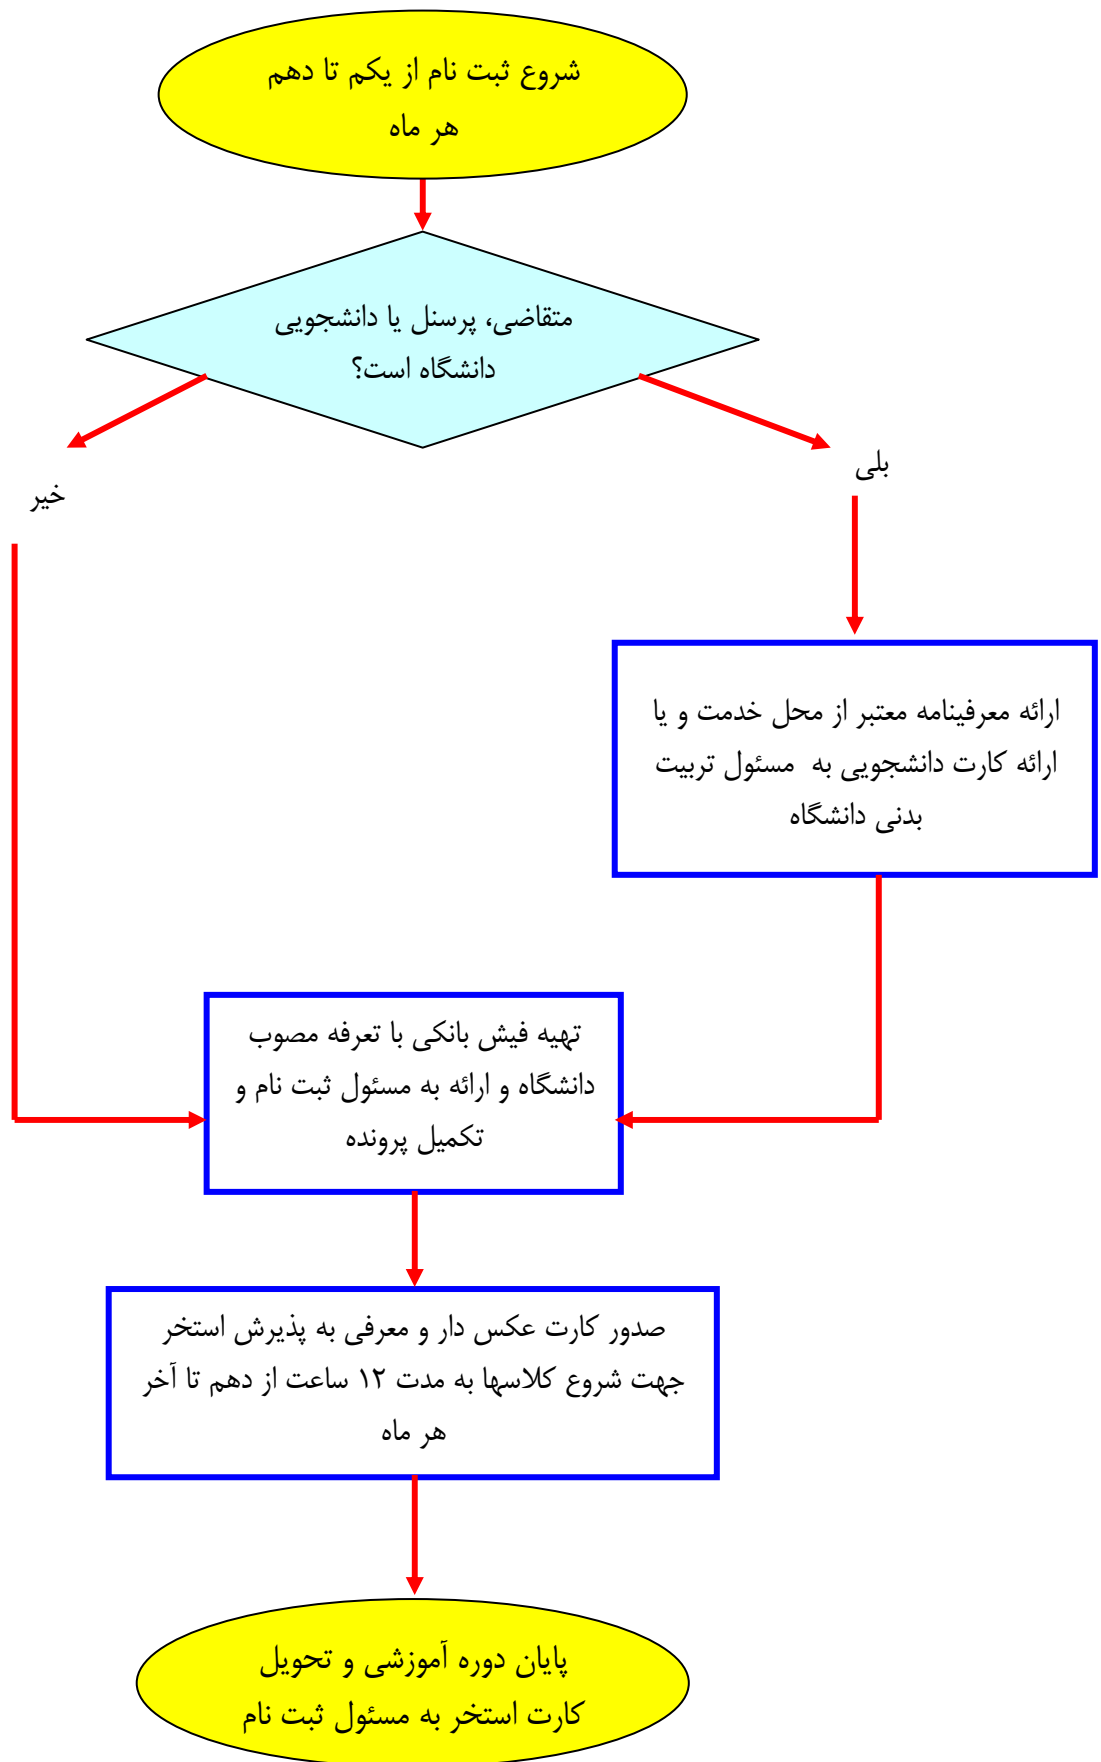 شروع ثبت نام از یکم تا دهم
هر ماه
متقاضی، پرسنل یا دانشجویی
دانشگاه است؟
بلی
خیر
ارائه معرفینامه معتبر از محل خدمت و یا
ارائه کارت دانشجویی به مسئول تربیت
بدنی دانشگاه
تهیه فیش بانکی با تعرفه مصوب
دانشگاه و ارائه به مسئول ثبت نام و
تکمیل پرونده
صدور کارت عکس دار و معرفی به پذیرش استخر
جهت شروع کلاسها به مدت ۱۲ ساعت از دهم تا آخر
هر ماه
پایان دوره آموزشی و تحویل
کارت استخر به مسئول ثبت نام